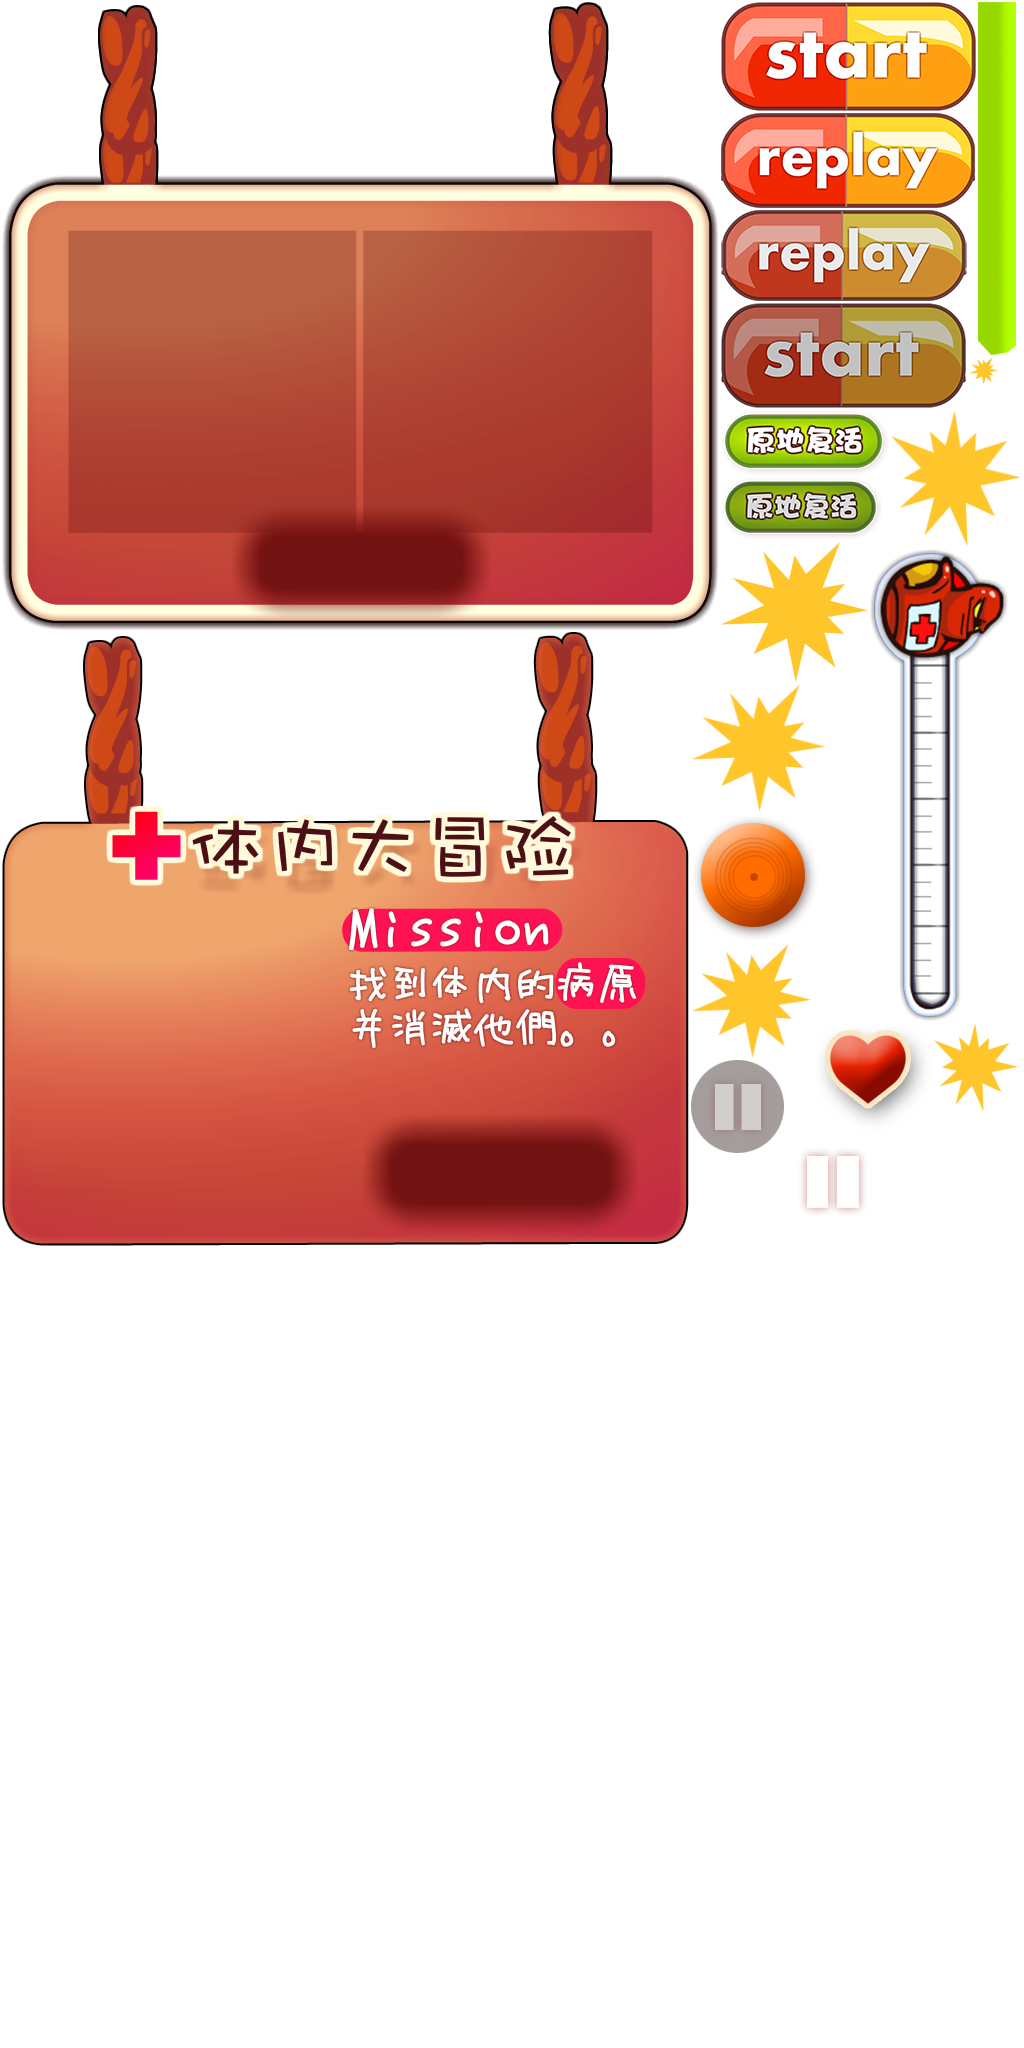 start
replay
replay
start
原地复活
原地复活
体内大冒险
Mission
找到体内的病原
并消滅他們。。